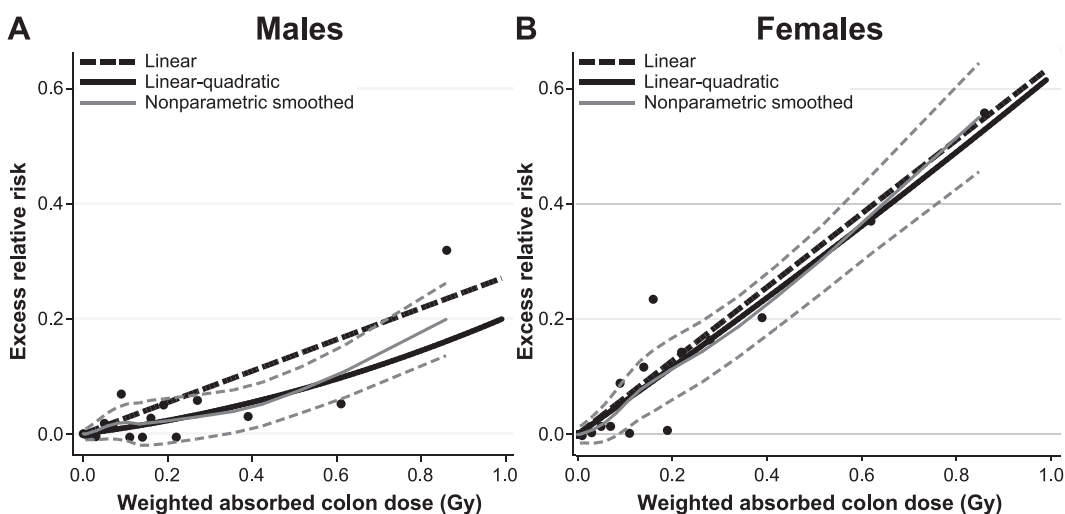 A Males
Linear
Linear-quadratic
Nonparametric smoothed
Excess relative risk
0.6
0.4
0.2
0.0
0.0 0.2 0.4 0.6 0.8 1.0
Weighted absorbed colon dose (Gy)
B Females
Linear
Linear-quadratic
Nonparametric smoothed
Excess relative risk
0.6
0.4
0.2
0.0
0.0 0.2 0.4 0.6 0.8 1.0
Weighted absorbed colon dose (Gy)